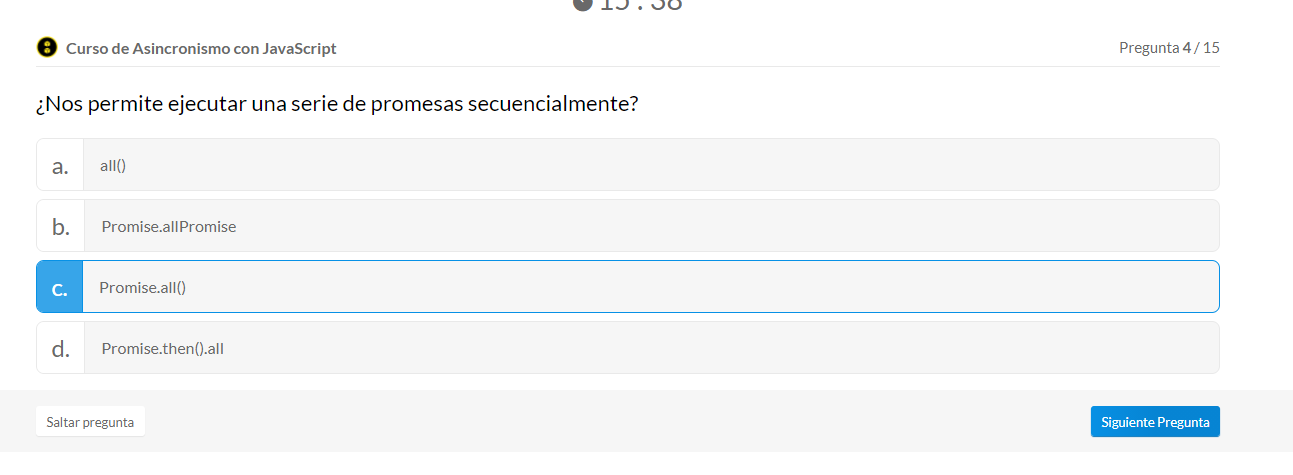 15 : 38
Curso de Asincronismo con JavaScript
Pregunta 4 / 15
¿Nos permite ejecutar una serie de promesas secuencialmente?
a. all()
b. Promise.allPromise
c. Promise.all()
d. Promise.then().all
Saltar pregunta
Siguiente Pregunta